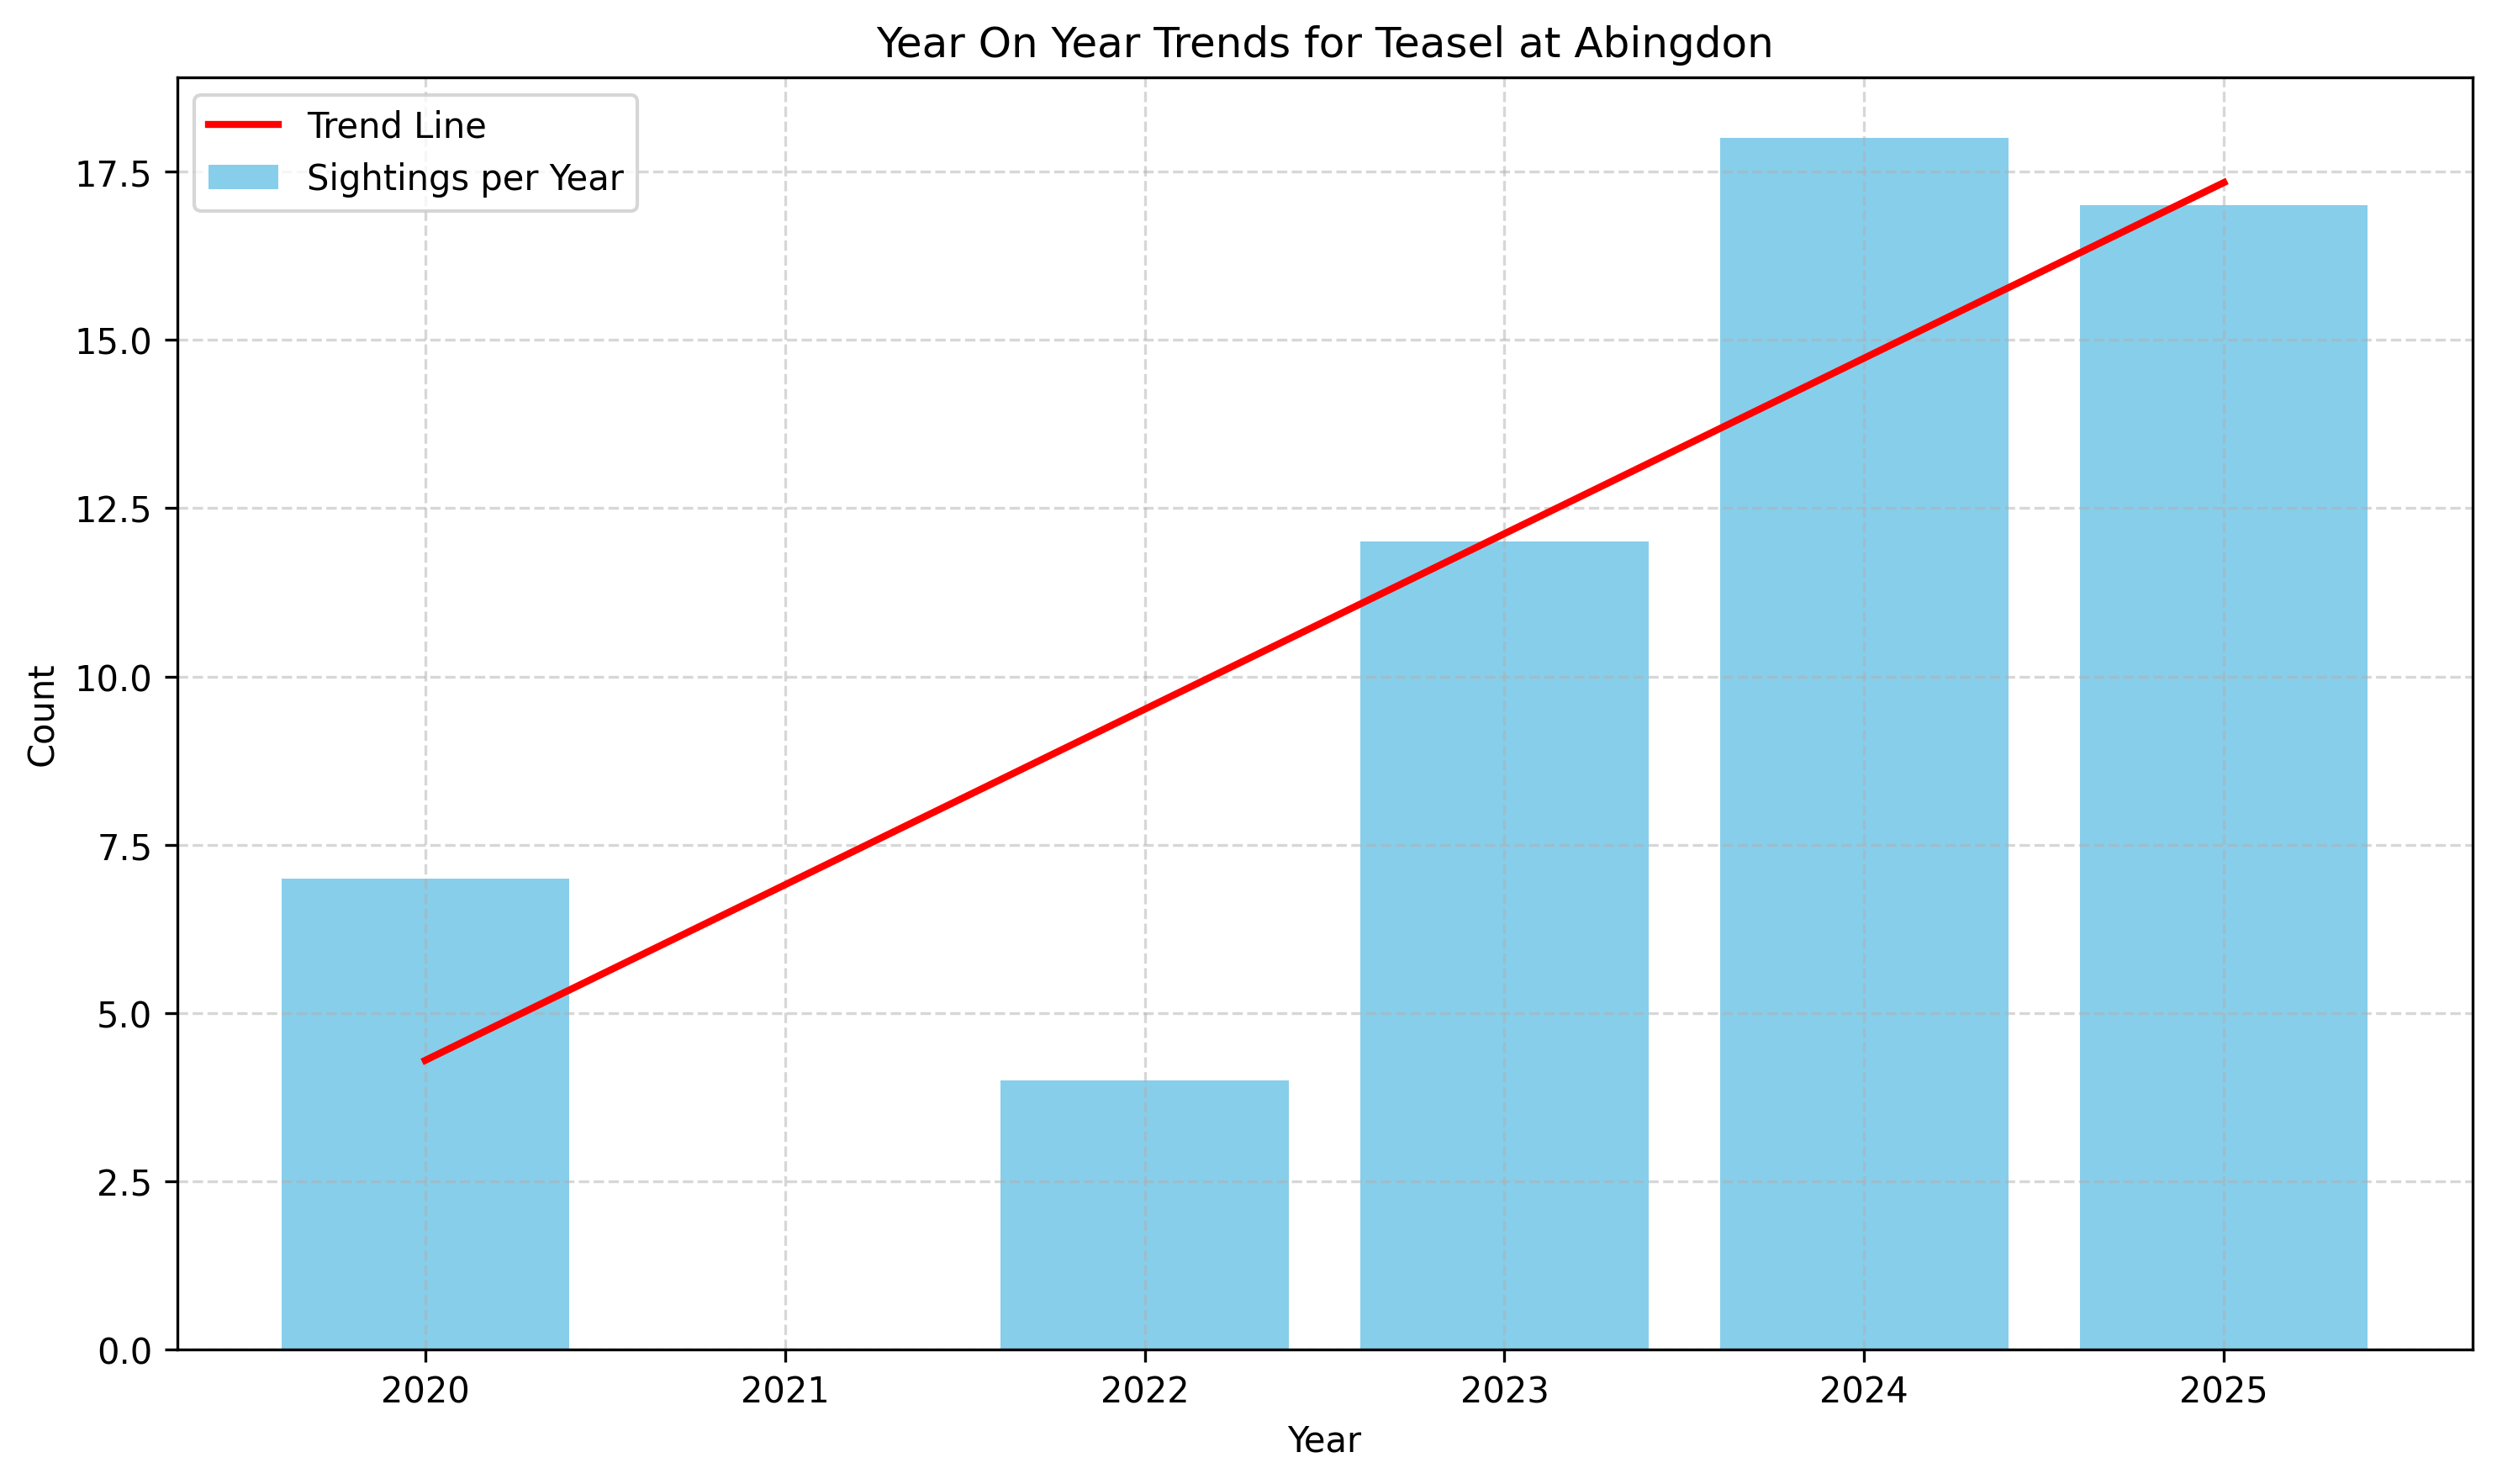 Year On Year Trends for Teasel at Abingdon
Trend Line
Sightings per Year
17.5
15.0
12.5
10.0
7.5
5.0
2.5
0.0
Count
2020 2021 2022 2023 2024 2025
Year